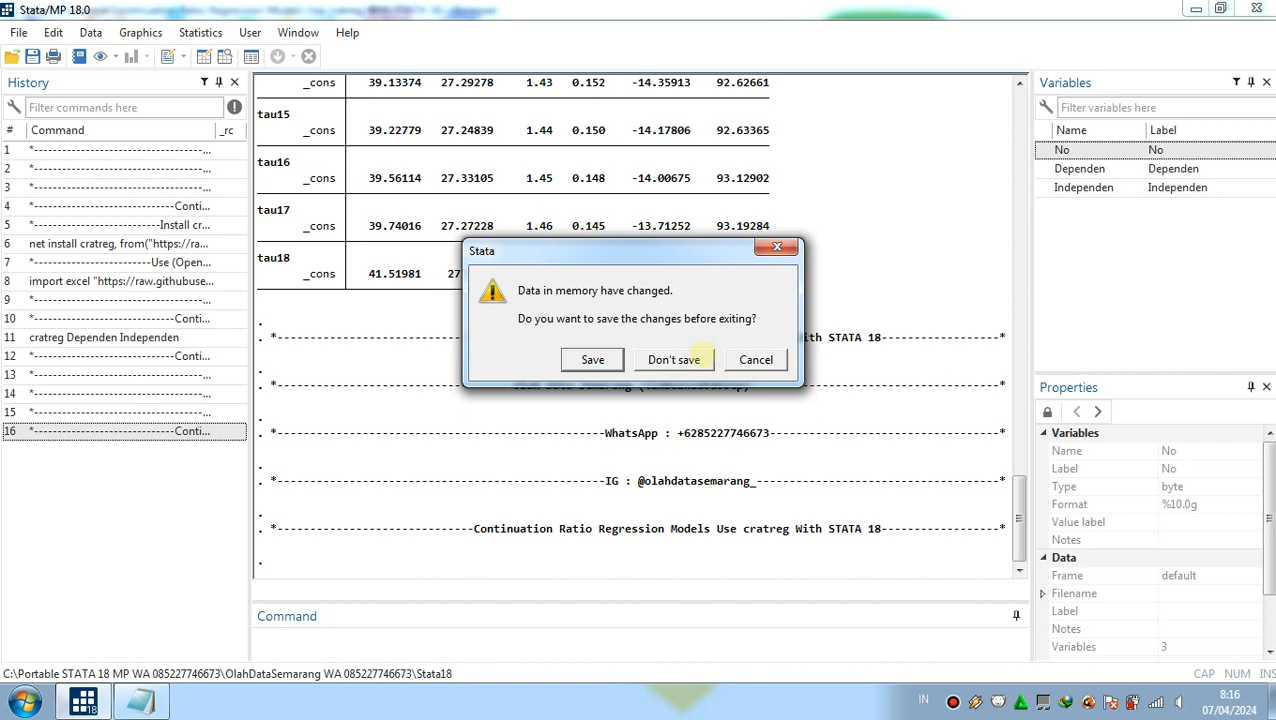 Stata/MP 18.0
File Edit Data Graphics Statistics User Window Help
History
Filter commands here
# Command _rc
1 *-----------------------------------...
2 *-----------------------------------...
3 *-----------------------------------...
4 *-------------------------------Conti...
5 *----------------------------Install cr...
6 net install cratreg, from("https://ra...
7 *--------------------------Use (Open...
8 import excel "https://raw.githubuse...
9 *-----------------------------------...
10 *-------------------------------Conti...
11 cratreg Dependen Independen
12 *-------------------------------Conti...
13 *-----------------------------------...
14 *-----------------------------------...
15 *-----------------------------------...
16 *-------------------------------Conti...
_cons 39.13374 27.29278 1.43 0.152 -14.35913 92.62661
tau15
_cons 39.22779 27.24839 1.44 0.150 -14.17806 92.63365
tau16
_cons 39.56114 27.33105 1.45 0.148 -14.00675 93.12902
tau17
_cons 39.74016 27.27228 1.46 0.145 -13.71252 93.19284
tau18
_cons 41.51981 27.
.
. *----------------------------- ith STATA 18------------------*
.
. *-----------------------------
.
. *-----------------------------------------------WhatsApp : +6285227746673---------------------------------*
.
. *-----------------------------------------------IG : @olahdatasemarang_-----------------------------------*
.
. *----------------------------Continuation Ratio Regression Models Use cratreg With STATA 18------------------*
.
Stata
Data in memory have changed.
Do you want to save the changes before exiting?
Save Don't save Cancel
Command
Variables
Filter variables here
Name Label
No No
Dependen Dependen
Independen Independen
Properties
Variables
Name No
Label No
Type byte
Format %10.0g
Value label
Notes
Data
Frame default
Filename
Label
Notes
Variables 3
C:\Portable STATA 18 MP WA 085227746673\OlahDataSemarang WA 085227746673\Stata18
CAP NUM INS
18
IN
8:16
07/04/2024